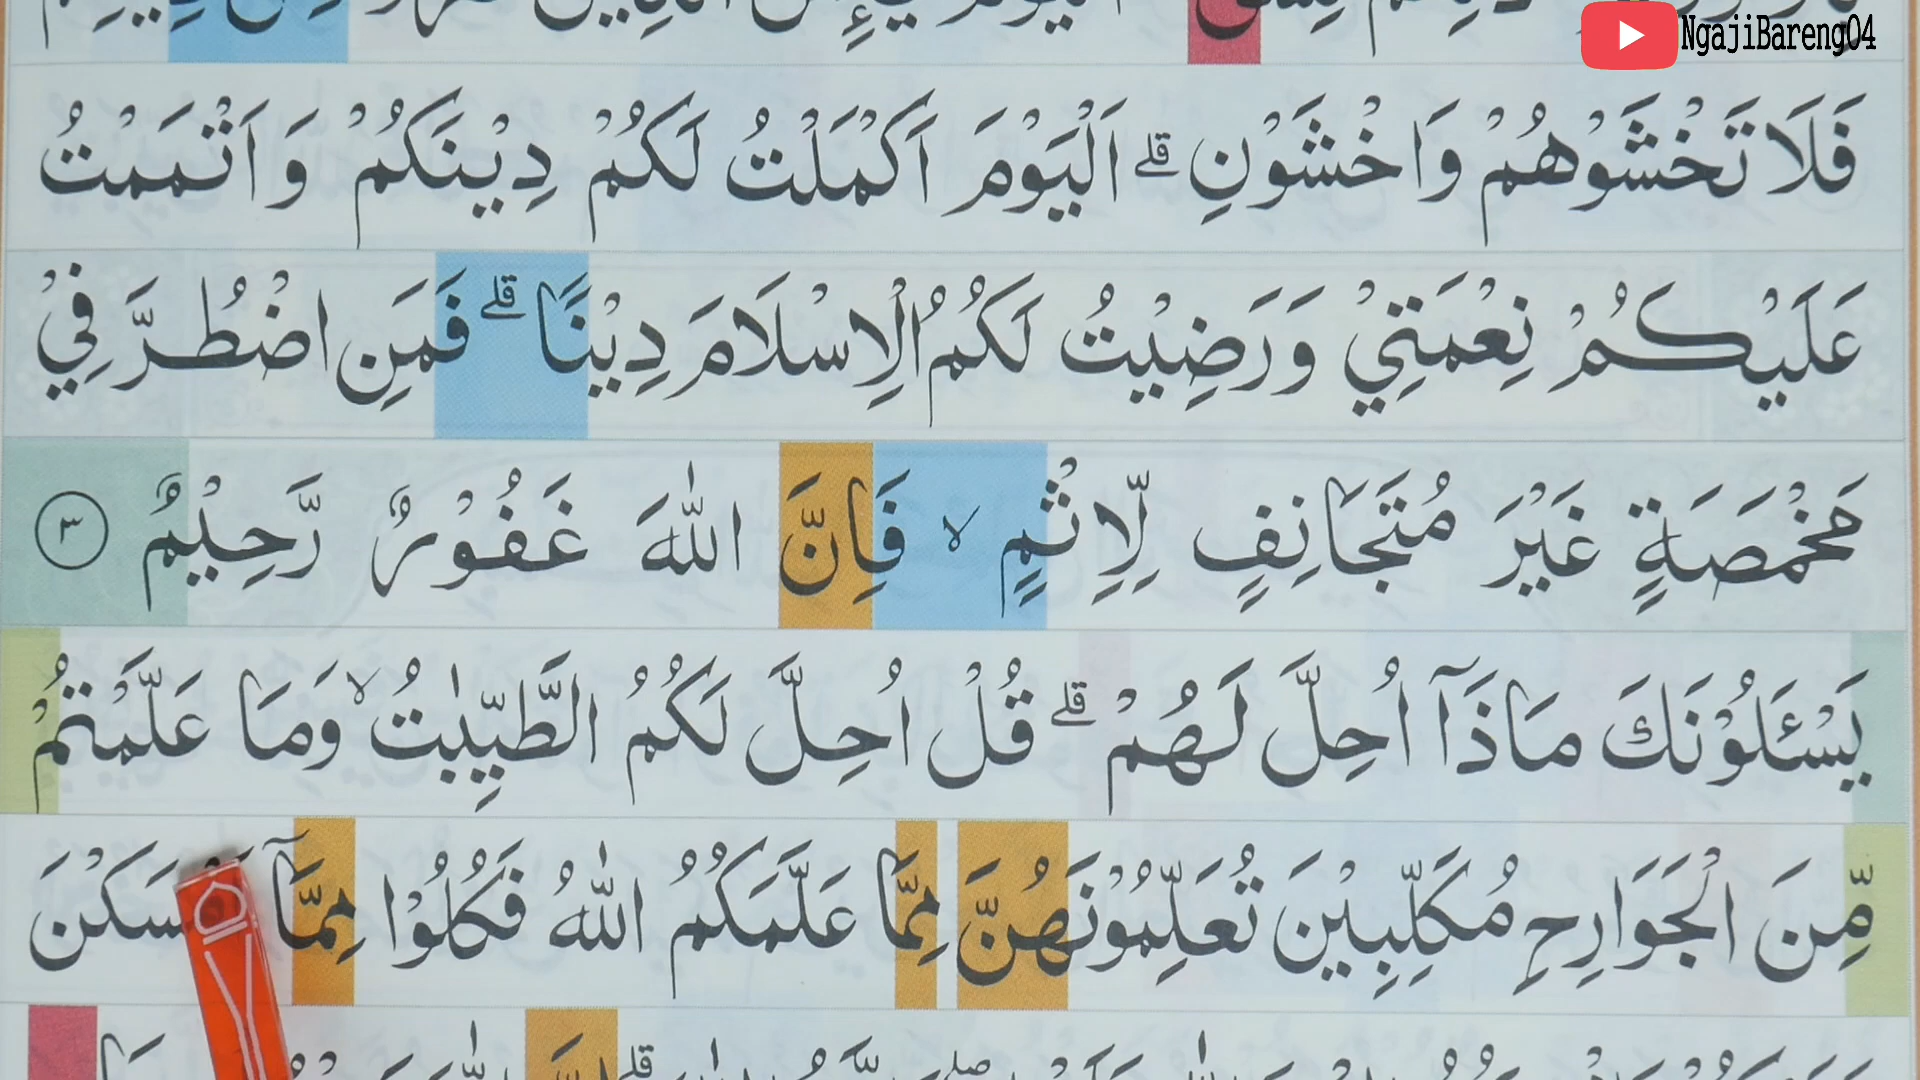 NgajiBareng04
فَلَا تَخْشَوْهُمْ وَاخْشَوْنِ ۗ اَلْيَوْمَ اَكْمَلْتُ لَكُمْ دِيْنَكُمْ وَاَتْمَمْتُ
عَلَيْكُمْ نِعْمَتِيْ وَرَضِيْتُ لَكُمُ الْاِسْلَامَ دِيْنًا ۗ فَمَنِ اضْطُرَّ فِيْ
مَخْمَصَةٍ غَيْرَ مُتَجَانِفٍ لِّاِثْمٍ ۙ فَاِنَّ اللّٰهَ غَفُوْرٌ رَّحِيْمٌ ٣
يَسْـَٔلُوْنَكَ مَاذَآ اُحِلَّ لَهُمْ ۗ قُلْ اُحِلَّ لَكُمُ الطَّيِّبٰتُ ۙ وَمَا عَلَّمْتُمْ
مِّنَ الْجَوَارِحِ مُكَلِّبِيْنَ تُعَلِّمُوْنَهُنَّ مِمَّا عَلَّمَكُمُ اللّٰهُ فَكُلُوْا مِمَّآ